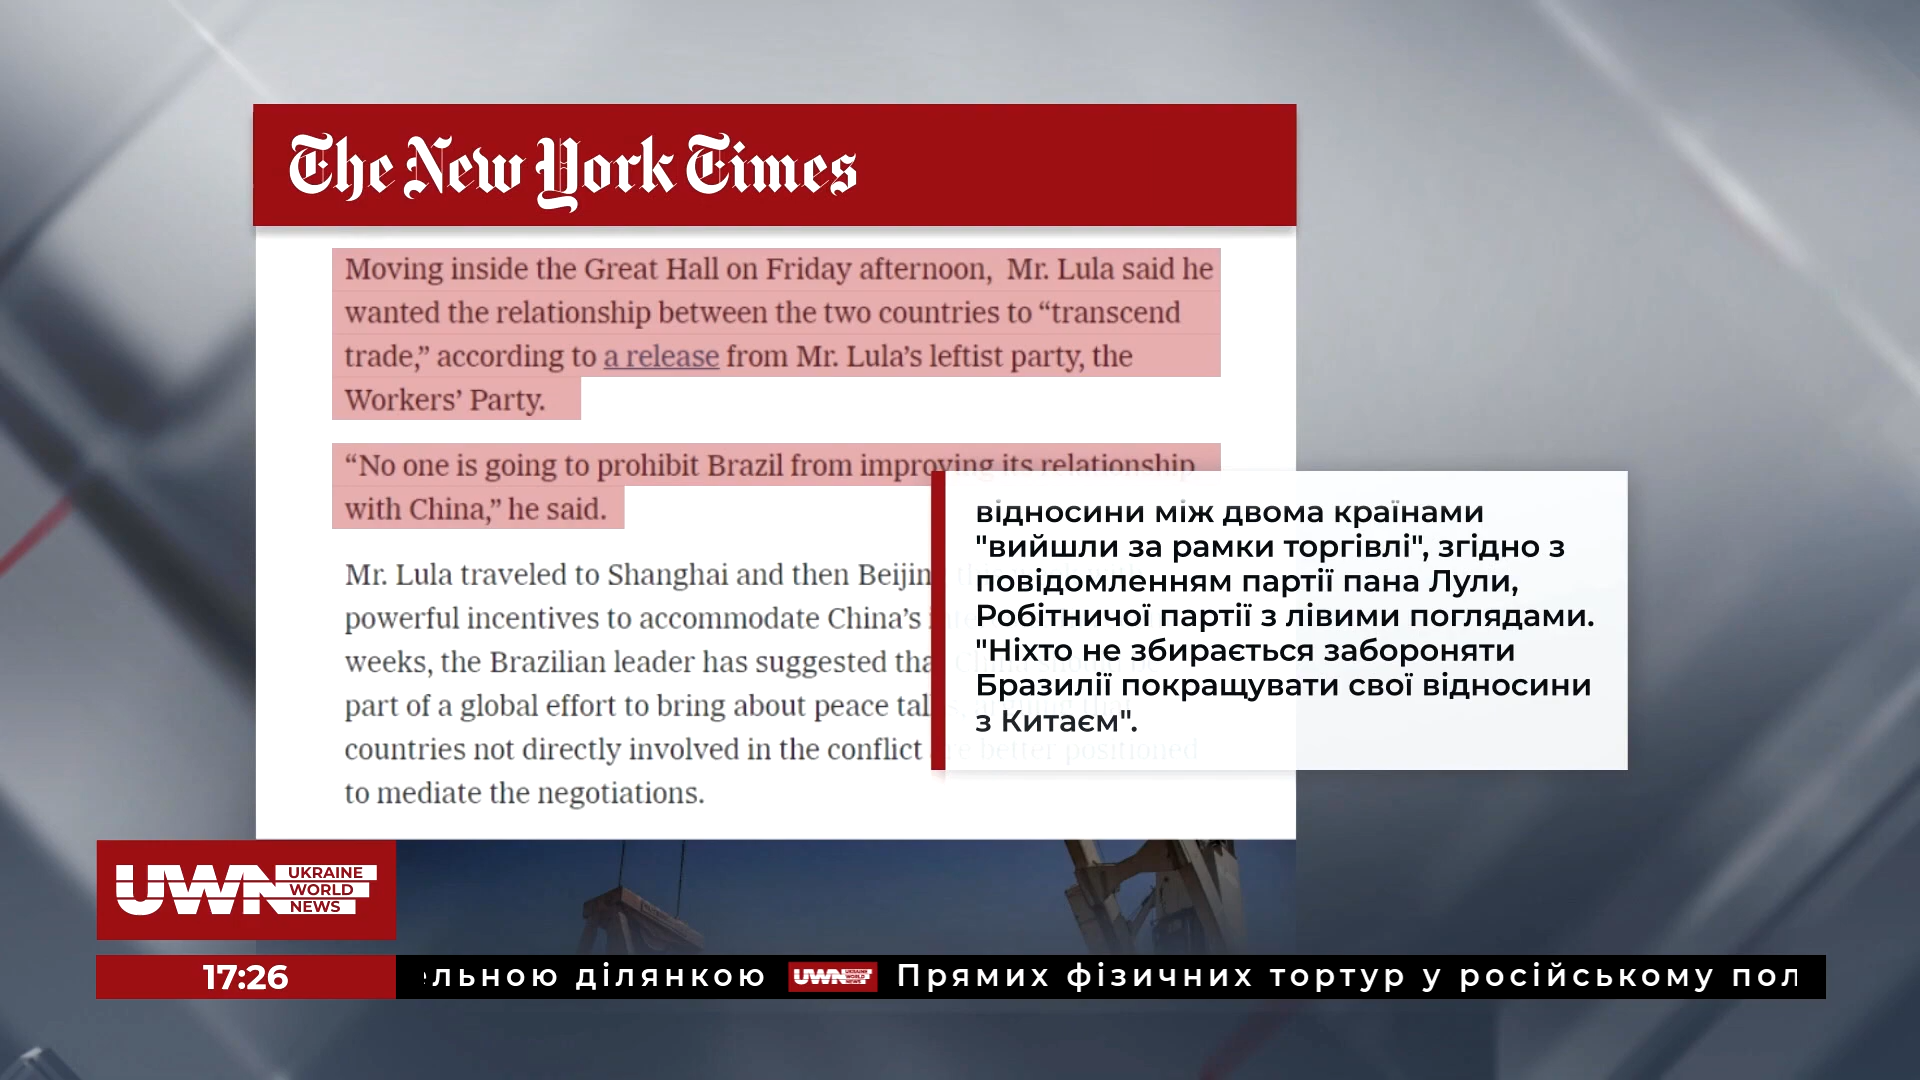 The New York Times
Moving inside the Great Hall on Friday afternoon, Mr. Lula said he
wanted the relationship between the two countries to “transcend
trade,” according to a release from Mr. Lula’s leftist party, the
Workers’ Party.
“No one is going to prohibit Brazil from improving its relationship
with China,” he said.
Mr. Lula traveled to Shanghai and then Beijin
powerful incentives to accommodate China’s
weeks, the Brazilian leader has suggested tha
part of a global effort to bring about peace tal
countries not directly involved in the conflict are better positioned
to mediate the negotiations.
відносини між двома країнами
"вийшли за рамки торгівлі", згідно з
повідомленням партії пана Лули,
Робітничої партії з лівими поглядами.
"Ніхто не збирається забороняти
Бразилії покращувати свої відносини
з Китаєм".
UWN UKRAINE
WORLD
NEWS
17:26
ельною ділянкою UWN Прямих фізичних тортур у російському пол